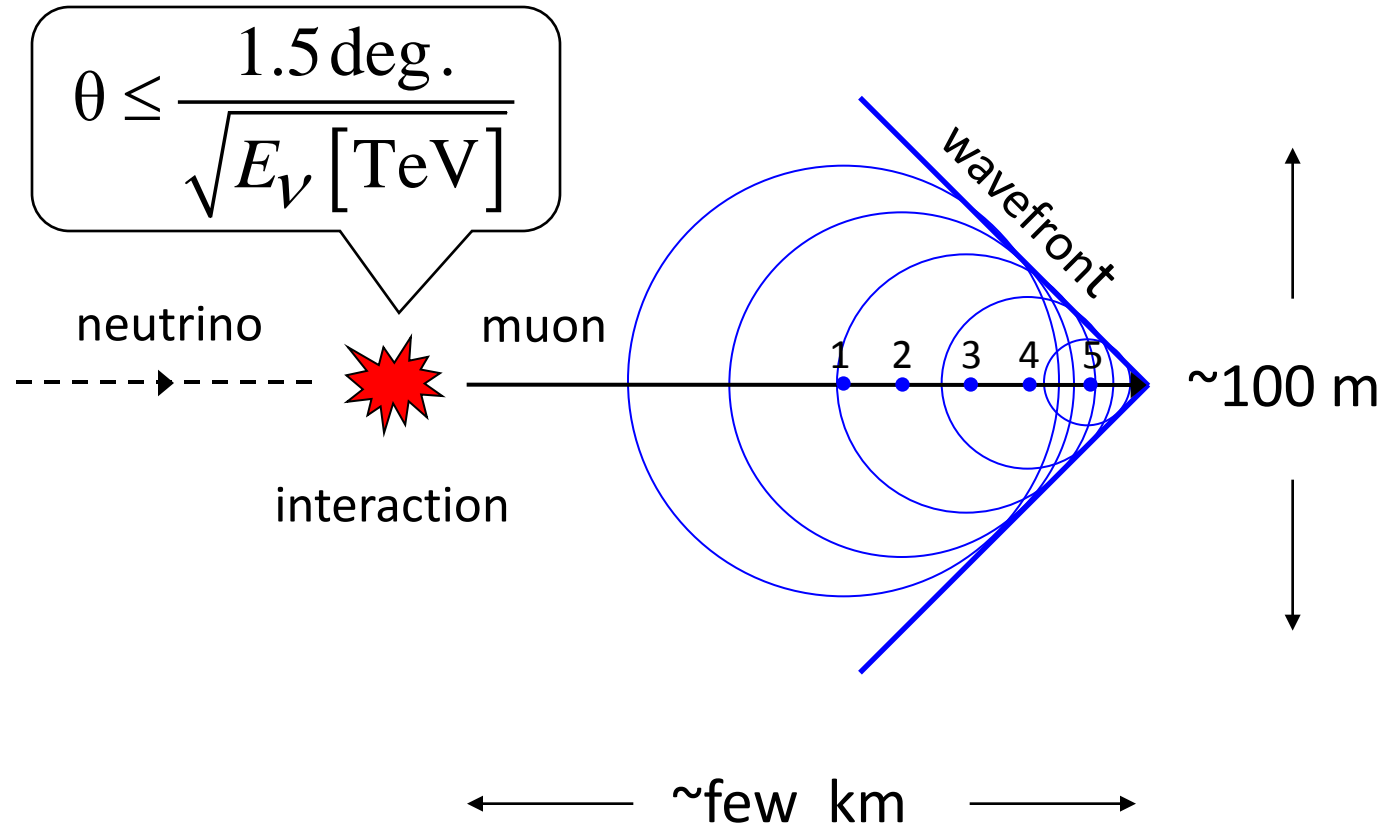 θ ≤ 1.5 deg. / √E_ν [TeV]
neutrino
muon
interaction
wavefront
1 2 3 4 5
~100 m
~few km